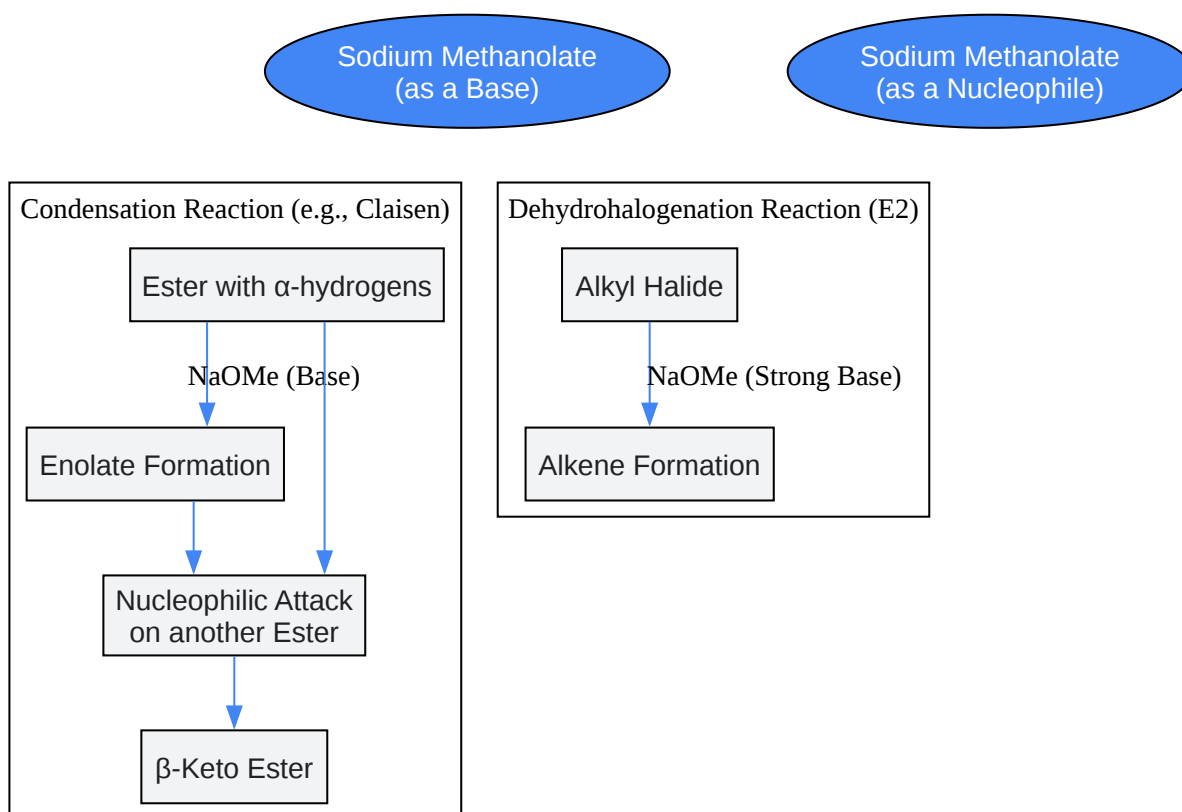 Sodium Methanolate
(as a Base)
Sodium Methanolate
(as a Nucleophile)
Condensation Reaction (e.g., Claisen)
Ester with α-hydrogens
NaOMe (Base)
Enolate Formation
Nucleophilic Attack
on another Ester
β-Keto Ester
Dehydrohalogenation Reaction (E2)
Alkyl Halide
NaOMe (Strong Base)
Alkene Formation